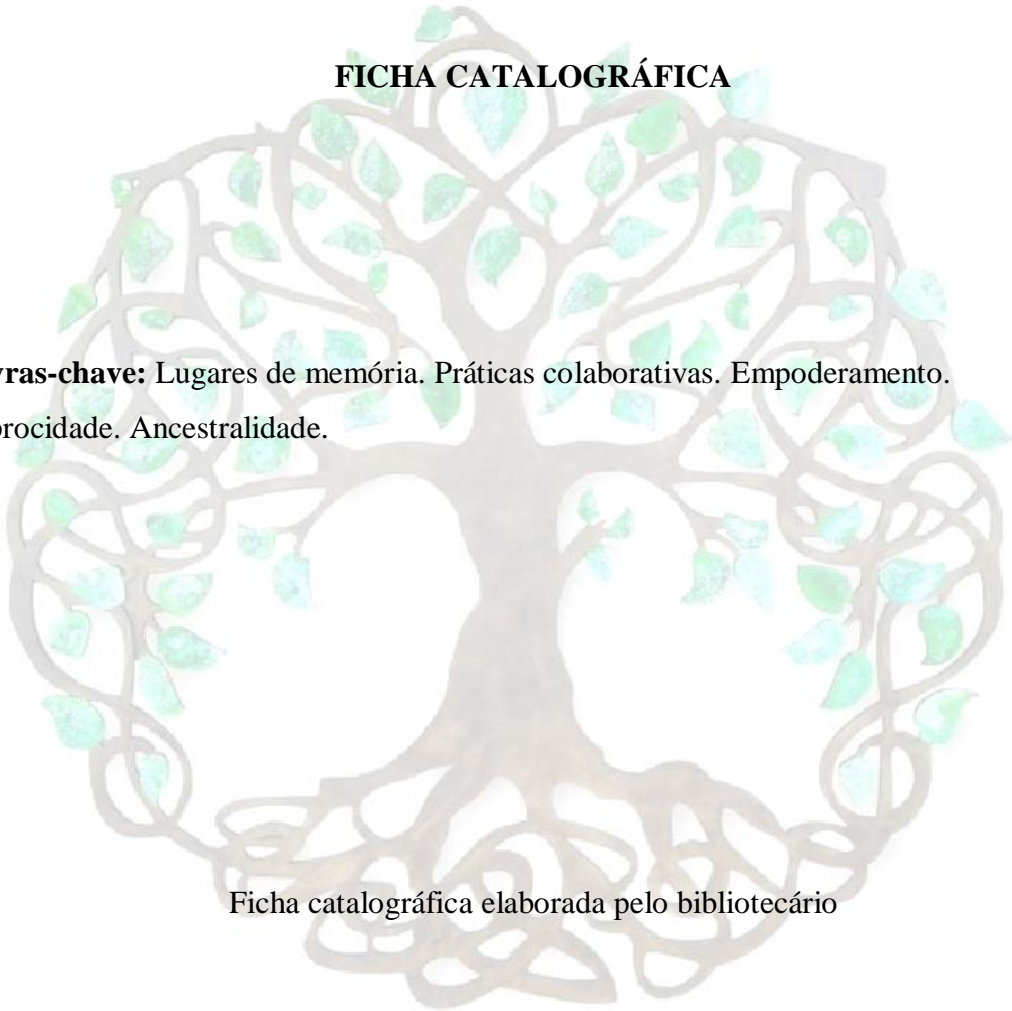 FICHA CATALOGRÁFICA
vras-chave: Lugares de memória. Práticas colaborativas. Empoderamento.
procidade. Ancestralidade.
Ficha catalográfica elaborada pelo bibliotecário